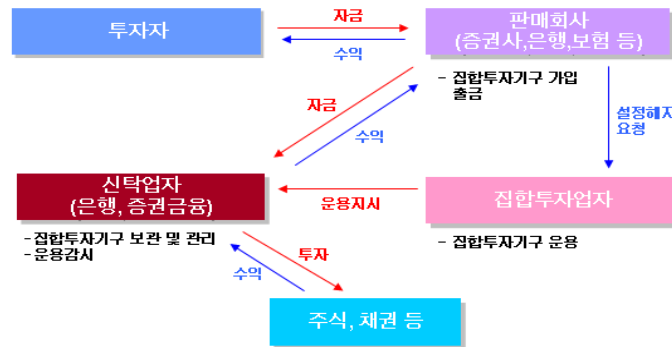 투자자
자금
수익
판매회사
(증권사,은행,보험 등)
- 집합투자기구 가입
출금
자금
수익
설정해지
요청
신탁업자
(은행, 증권금융)
운용지시
집합투자업자
-집합투자기구 보관 및 관리
-운용감시
- 집합투자기구 운용
투자
수익
주식, 채권 등